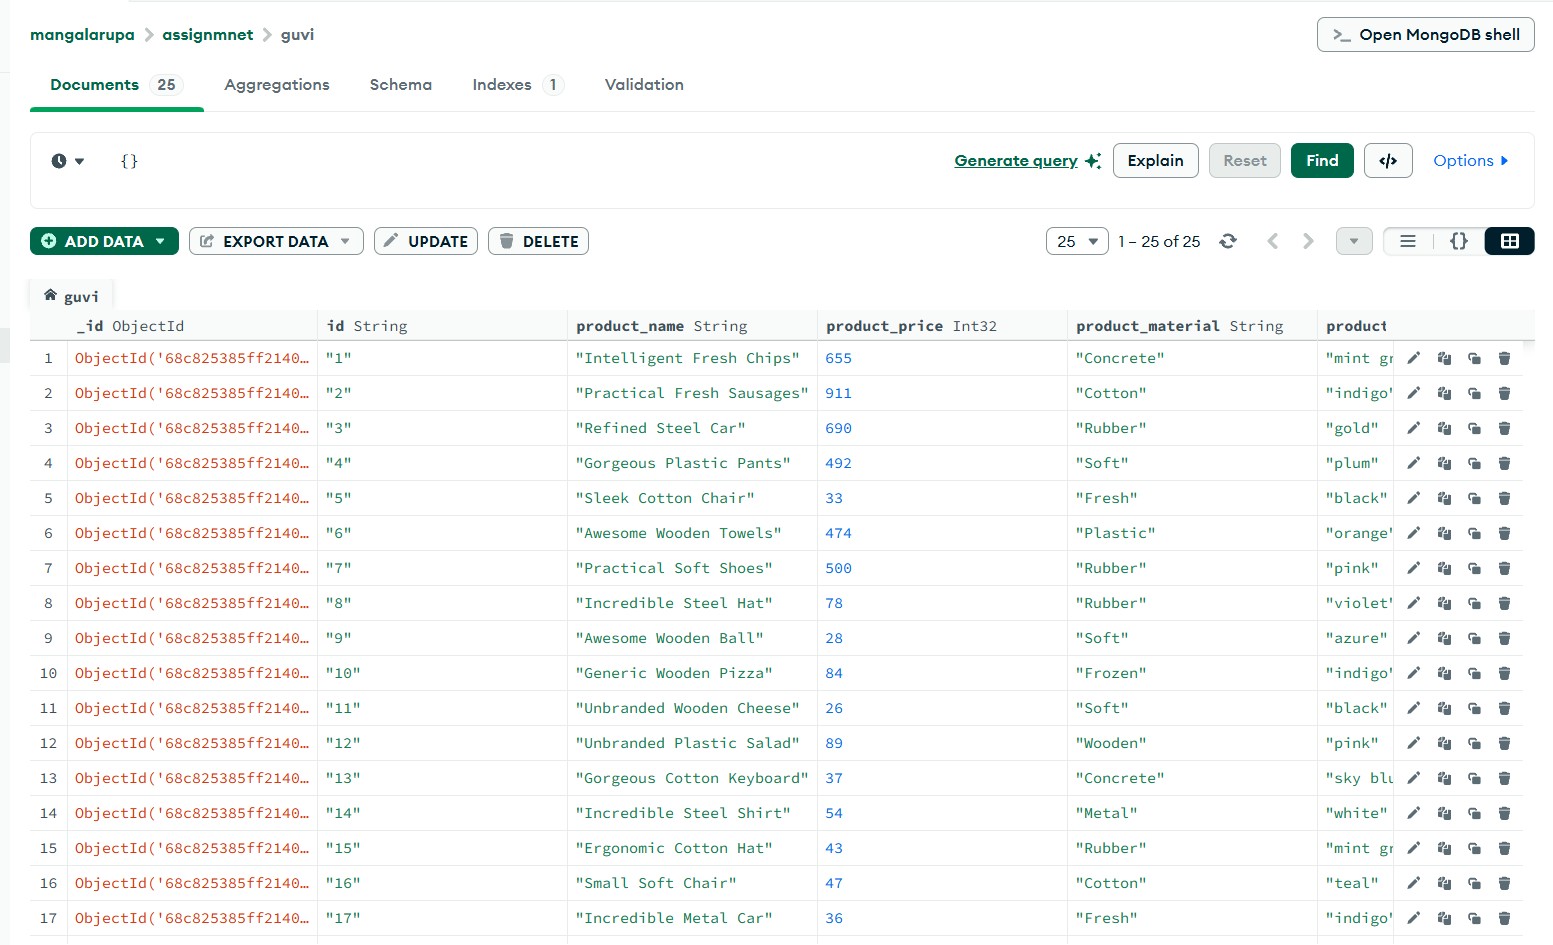 mangalarupa > assignmnet > guvi
>_ Open MongoDB shell
Documents 25 Aggregations Schema Indexes 1 Validation
{} Generate query Explain Reset Find </> Options
ADD DATA EXPORT DATA UPDATE DELETE 25 1 – 25 of 25 {}
guvi
_id ObjectId id String product_name String product_price Int32 product_material String product
1 ObjectId('68c825385ff2140… "1" "Intelligent Fresh Chips" 655 "Concrete" "mint gr
2 ObjectId('68c825385ff2140… "2" "Practical Fresh Sausages" 911 "Cotton" "indigo"
3 ObjectId('68c825385ff2140… "3" "Refined Steel Car" 690 "Rubber" "gold"
4 ObjectId('68c825385ff2140… "4" "Gorgeous Plastic Pants" 492 "Soft" "plum"
5 ObjectId('68c825385ff2140… "5" "Sleek Cotton Chair" 33 "Fresh" "black"
6 ObjectId('68c825385ff2140… "6" "Awesome Wooden Towels" 474 "Plastic" "orange"
7 ObjectId('68c825385ff2140… "7" "Practical Soft Shoes" 500 "Rubber" "pink"
8 ObjectId('68c825385ff2140… "8" "Incredible Steel Hat" 78 "Rubber" "violet"
9 ObjectId('68c825385ff2140… "9" "Awesome Wooden Ball" 28 "Soft" "azure"
10 ObjectId('68c825385ff2140… "10" "Generic Wooden Pizza" 84 "Frozen" "indigo"
11 ObjectId('68c825385ff2140… "11" "Unbranded Wooden Cheese" 26 "Soft" "black"
12 ObjectId('68c825385ff2140… "12" "Unbranded Plastic Salad" 89 "Wooden" "pink"
13 ObjectId('68c825385ff2140… "13" "Gorgeous Cotton Keyboard" 37 "Concrete" "sky blu
14 ObjectId('68c825385ff2140… "14" "Incredible Steel Shirt" 54 "Metal" "white"
15 ObjectId('68c825385ff2140… "15" "Ergonomic Cotton Hat" 43 "Rubber" "mint gr
16 ObjectId('68c825385ff2140… "16" "Small Soft Chair" 47 "Cotton" "teal"
17 ObjectId('68c825385ff2140… "17" "Incredible Metal Car" 36 "Fresh" "indigo"